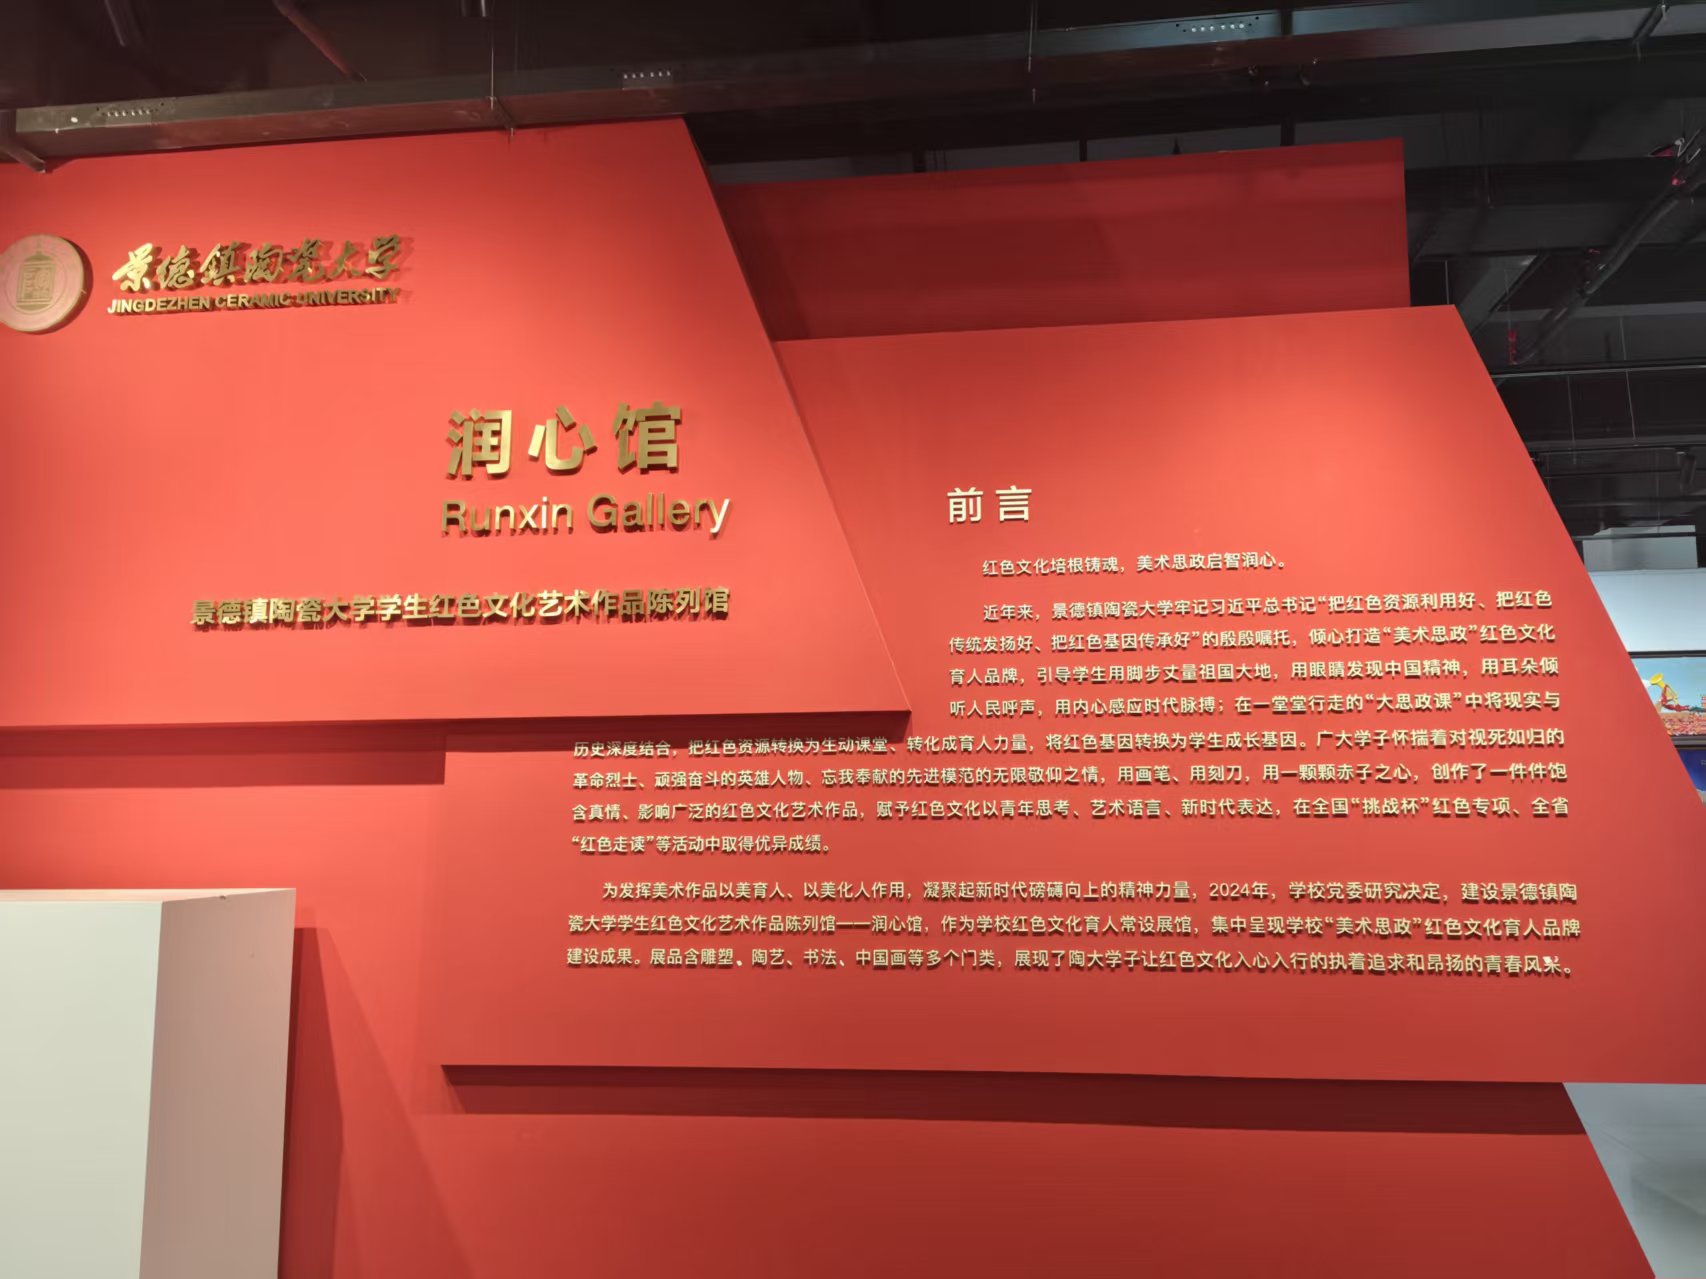 景德镇陶瓷大学
JINGDEZHEN CERAMIC UNIVERSITY
润心馆
Runxin Gallery
景德镇陶瓷大学学生红色文化艺术作品陈列馆
前言
红色文化培根铸魂，美术思政启智润心。
近年来，景德镇陶瓷大学牢记习近平总书记“把红色资源利用好、把红色
传统发扬好、把红色基因传承好”的殷殷嘱托，倾心打造“美术思政”红色文化
育人品牌，引导学生用脚步丈量祖国大地，用眼睛发现中国精神，用耳朵倾
听人民呼声，用内心感应时代脉搏；在一堂堂行走的“大思政课”中将现实与
历史深度结合，把红色资源转换为生动课堂、转化成育人力量，将红色基因转换为学生成长基因。广大学子怀揣着对视死如归的
革命烈士、顽强奋斗的英雄人物、忘我奉献的先进模范的无限敬仰之情，用画笔、用刻刀，用一颗颗赤子之心，创作了一件件饱
含真情、影响广泛的红色文化艺术作品，赋予红色文化以青年思考、艺术语言、新时代表达，在全国“挑战杯”红色专项、全省
“红色走读”等活动中取得优异成绩。
为发挥美术作品以美育人、以美化人作用，凝聚起新时代磅礴向上的精神力量，2024年，学校党委研究决定，建设景德镇陶
瓷大学学生红色文化艺术作品陈列馆——润心馆，作为学校红色文化育人常设展馆，集中呈现学校“美术思政”红色文化育人品牌
建设成果。展品含雕塑、陶艺、书法、中国画等多个门类，展现了陶大学子让红色文化入心入行的执着追求和昂扬的青春风采。